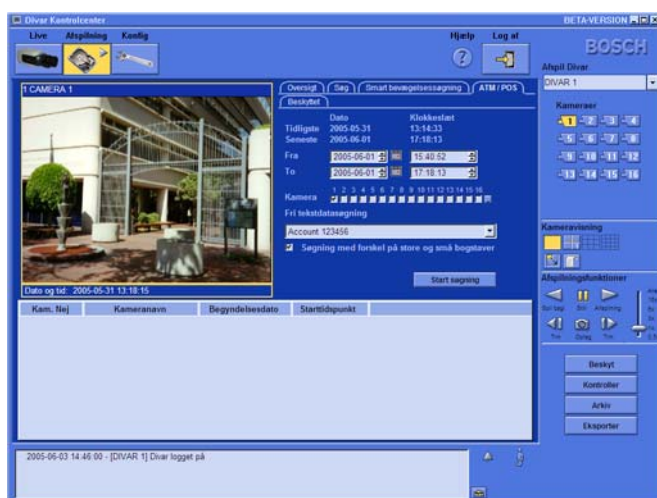 Divar Kontrolcenter
BETA-VERSION
Live Afspilning Konfig
Hjælp Log af
BOSCH
Afspil Divar
DIVAR 1
1 CAMERA 1
Oversigt Søg Smart bevægelsessøgning ATM / POS
Beskyttet
Dato Klokkeslæt
Tidligste 2005-05-31 13:14:33
Seneste 2005-06-01 17:18:13
Fra 2005-06-01 15:40:52
To 2005-06-01 17:18:13
1 2 3 4 5 6 7 8 9 10 11 12 13 14 15 16
Kamera
Fri tekstdatasøgning
Account 123456
Søgning med forskel på store og små bogstaver
Start søgning
Dato og tid: 2005-05-31 13:18:15
Kameraer
1 2 3 4
5 6 7 8
9 10 11 12
13 14 15 16
Kameravisning
Afspilningsfunktioner
Still Afspilning
Trin Optag Trin
Kam. Nej Kameranavn Begyndelsesdato Starttidspunkt
Beskyt
Kontroller
Arkiv
Eksporter
2005-06-03 14:46:00 - [DIVAR 1] Divar logget på